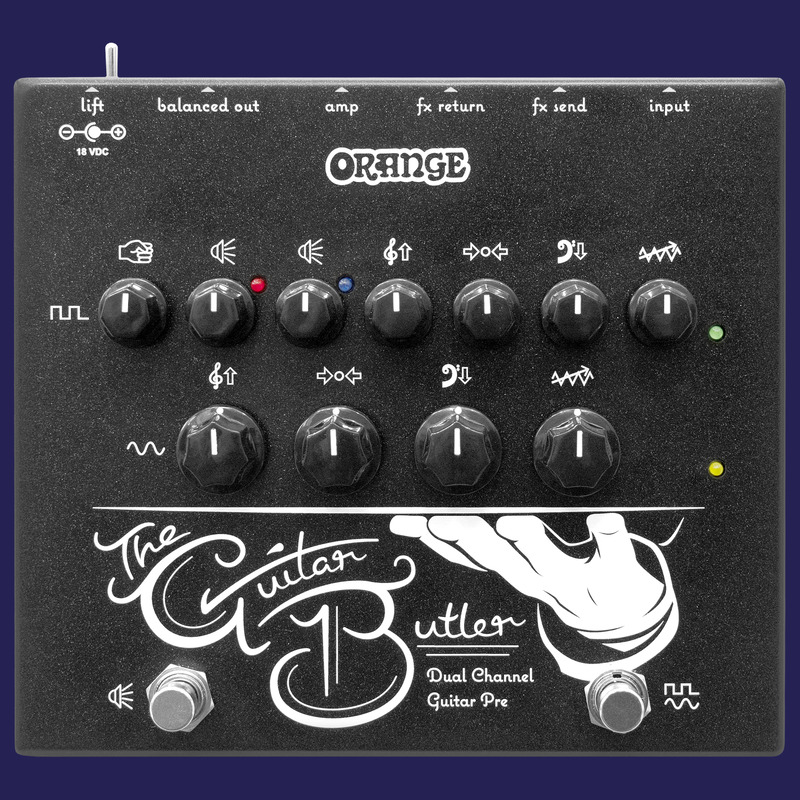 lift balanced out amp fx return fx send input
18 VDC
ORANGE
The
Guitar
Butler
Dual Channel
Guitar Pre